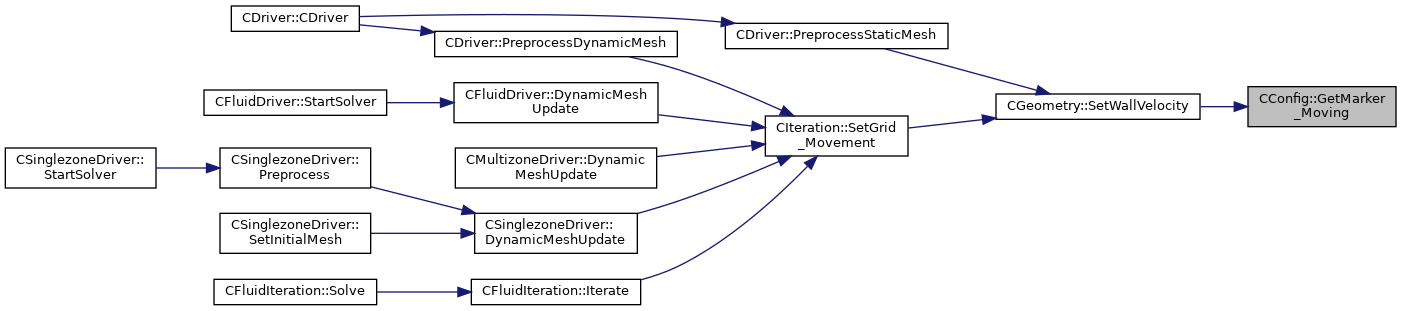 CDriver::CDriver
CDriver::PreprocessStaticMesh
CDriver::PreprocessDynamicMesh
CFluidDriver::StartSolver
CFluidDriver::DynamicMesh
Update
CGeometry::SetWallVelocity
CConfig::GetMarker
_Moving
CIteration::SetGrid
_Movement
CSinglezoneDriver::
StartSolver
CSinglezoneDriver::
Preprocess
CMultizoneDriver::Dynamic
MeshUpdate
CSinglezoneDriver::
SetInitialMesh
CSinglezoneDriver::
DynamicMeshUpdate
CFluidIteration::Solve
CFluidIteration::Iterate